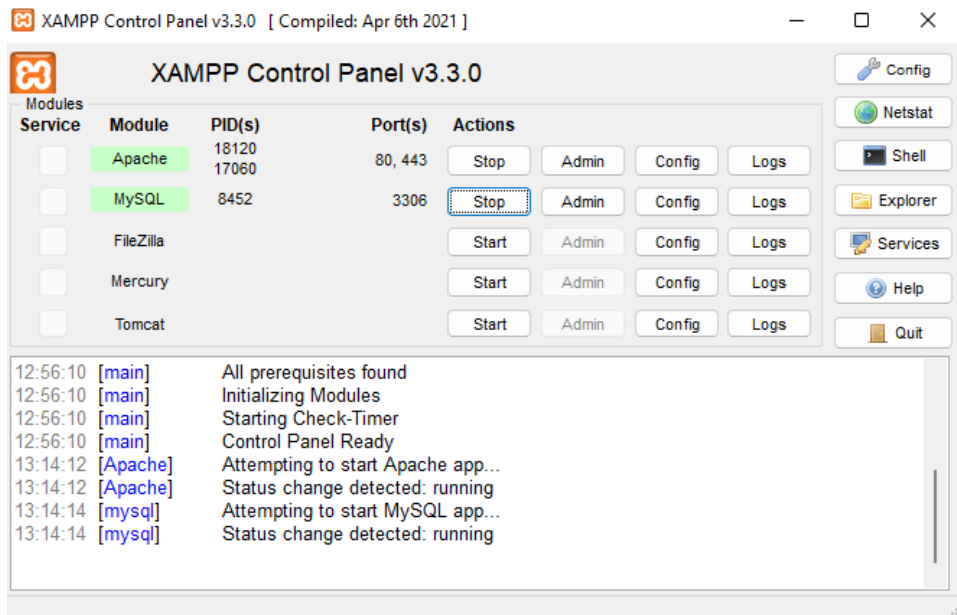 XAMPP Control Panel v3.3.0 [ Compiled: Apr 6th 2021 ]
XAMPP Control Panel v3.3.0
Config
Modules
Service Module PID(s) Port(s) Actions
Netstat
Apache 18120 17060 80, 443 Stop Admin Config Logs
Shell
MySQL 8452 3306 Stop Admin Config Logs
Explorer
FileZilla Start Admin Config Logs
Services
Mercury Start Admin Config Logs
Help
Tomcat Start Admin Config Logs
Quit
12:56:10 [main] All prerequisites found
12:56:10 [main] Initializing Modules
12:56:10 [main] Starting Check-Timer
12:56:10 [main] Control Panel Ready
13:14:12 [Apache] Attempting to start Apache app...
13:14:12 [Apache] Status change detected: running
13:14:14 [mysql] Attempting to start MySQL app...
13:14:14 [mysql] Status change detected: running